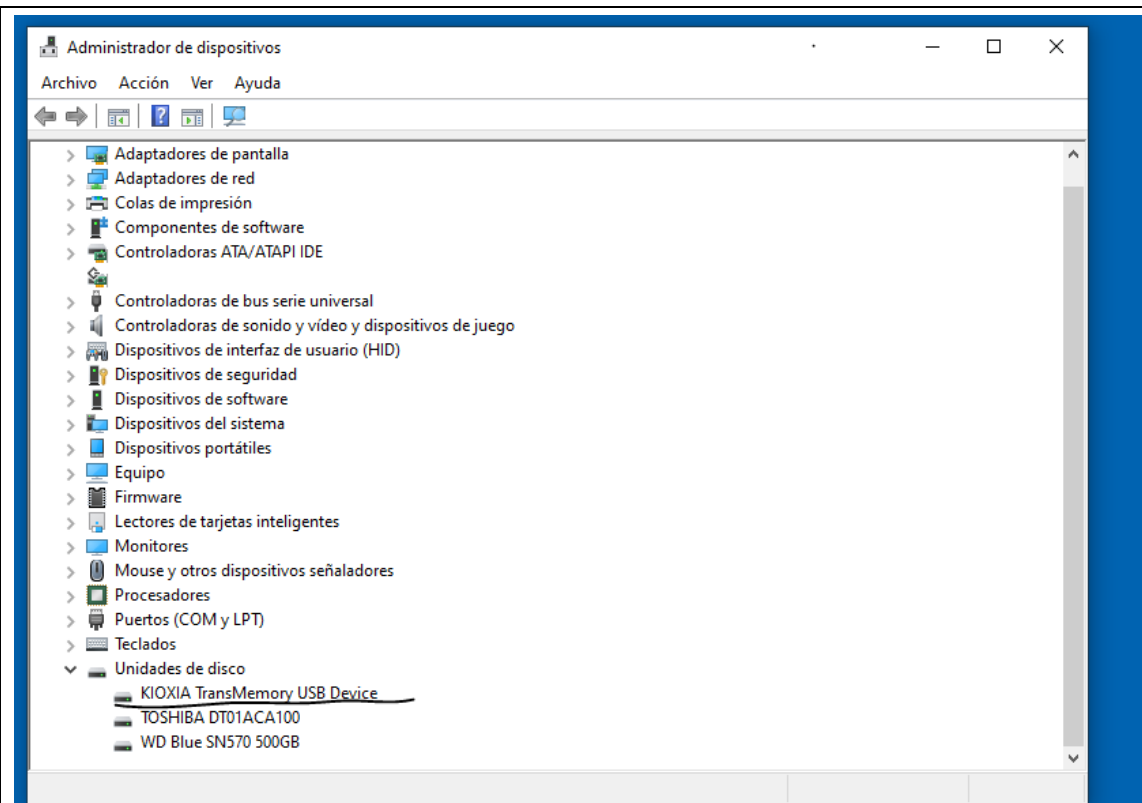 Administrador de dispositivos
Archivo Acción Ver Ayuda
Adaptadores de pantalla
Adaptadores de red
Colas de impresión
Componentes de software
Controladoras ATA/ATAPI IDE
Controladoras de bus serie universal
Controladoras de sonido y vídeo y dispositivos de juego
Dispositivos de interfaz de usuario (HID)
Dispositivos de seguridad
Dispositivos de software
Dispositivos del sistema
Dispositivos portátiles
Equipo
Firmware
Lectores de tarjetas inteligentes
Monitores
Mouse y otros dispositivos señaladores
Procesadores
Puertos (COM y LPT)
Teclados
Unidades de disco
KIOXIA TransMemory USB Device
TOSHIBA DT01ACA100
WD Blue SN570 500GB